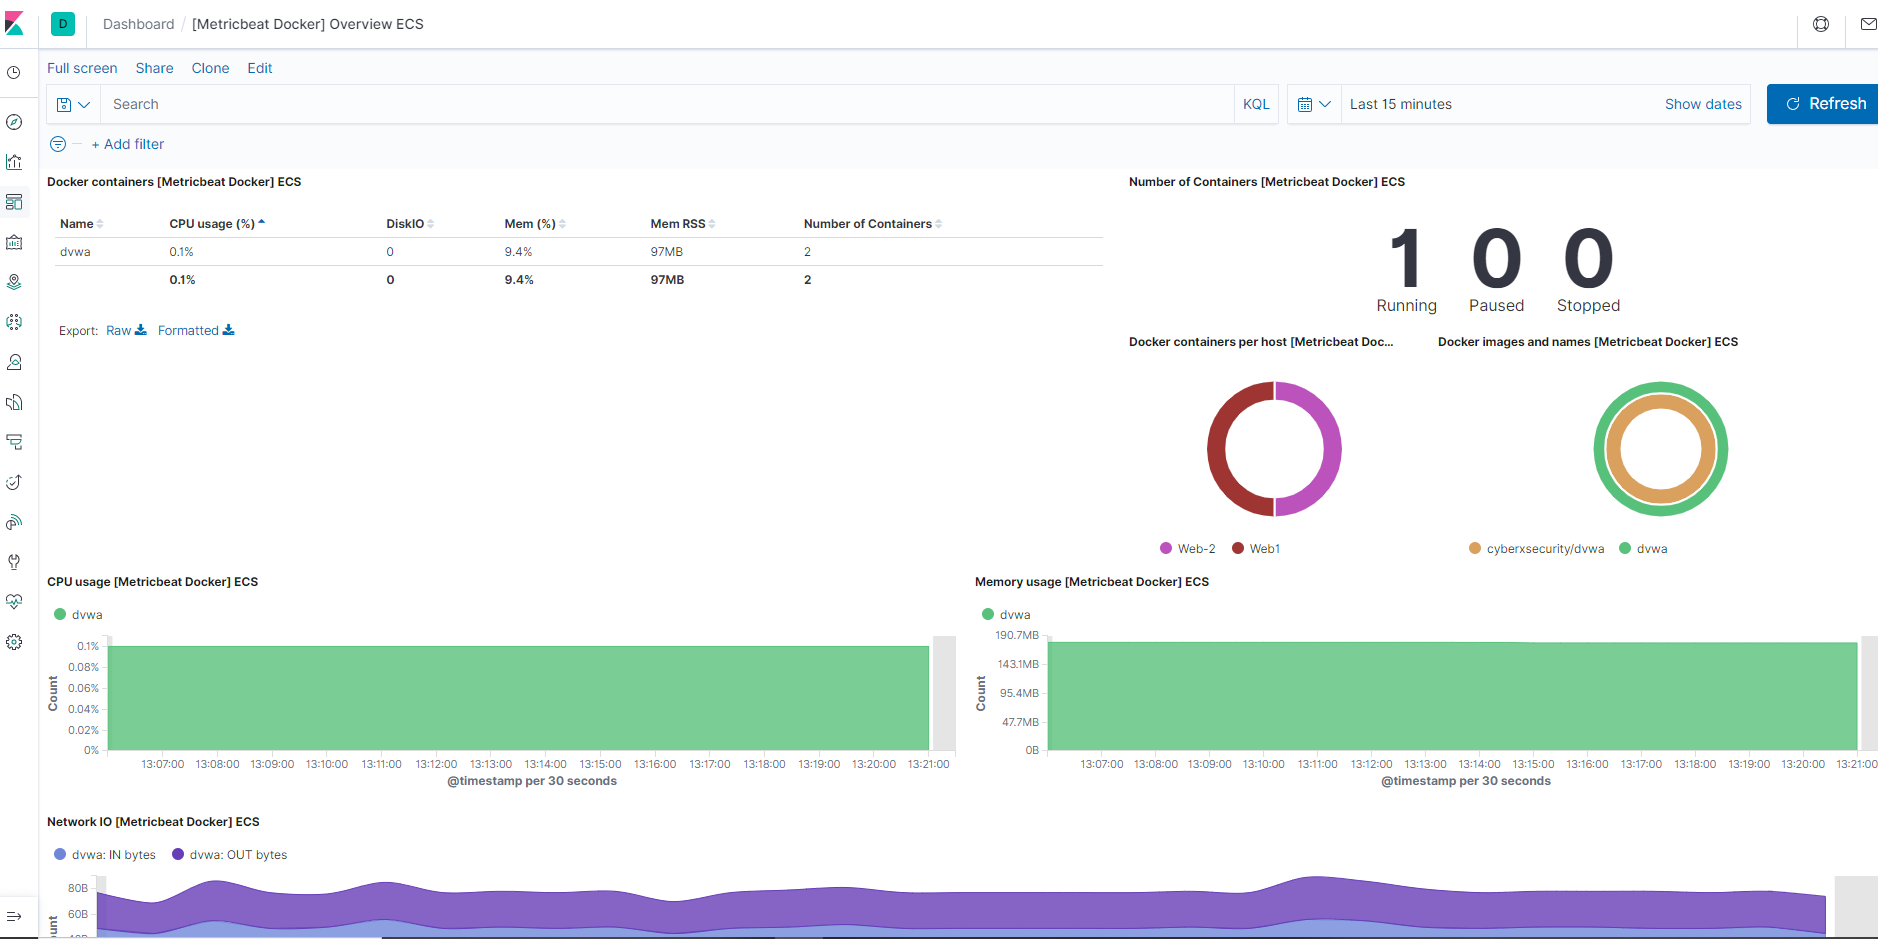 D Dashboard / [Metricbeat Docker] Overview ECS
Full screen Share Clone Edit
Search KQL Last 15 minutes Show dates Refresh
+ Add filter
Docker containers [Metricbeat Docker] ECS
Name CPU usage (%) DiskIO Mem (%) Mem RSS Number of Containers
dvwa 0.1% 0 9.4% 97MB 2
0.1% 0 9.4% 97MB 2
Export: Raw Formatted
Number of Containers [Metricbeat Docker] ECS
1 0 0
Running Paused Stopped
Docker containers per host [Metricbeat Doc...
Web-2 Web1
Docker images and names [Metricbeat Docker] ECS
cyberxsecurity/dvwa dvwa
CPU usage [Metricbeat Docker] ECS
dvwa
0.1%
0.08%
0.06%
0.04%
0.02%
0%
Count
13:07:00 13:08:00 13:09:00 13:10:00 13:11:00 13:12:00 13:13:00 13:14:00 13:15:00 13:16:00 13:17:00 13:18:00 13:19:00 13:20:00 13:21:00
@timestamp per 30 seconds
Memory usage [Metricbeat Docker] ECS
dvwa
190.7MB
143.1MB
95.4MB
47.7MB
0B
Count
13:07:00 13:08:00 13:09:00 13:10:00 13:11:00 13:12:00 13:13:00 13:14:00 13:15:00 13:16:00 13:17:00 13:18:00 13:19:00 13:20:00 13:21:00
@timestamp per 30 seconds
Network IO [Metricbeat Docker] ECS
dvwa: IN bytes dvwa: OUT bytes
80B
60B